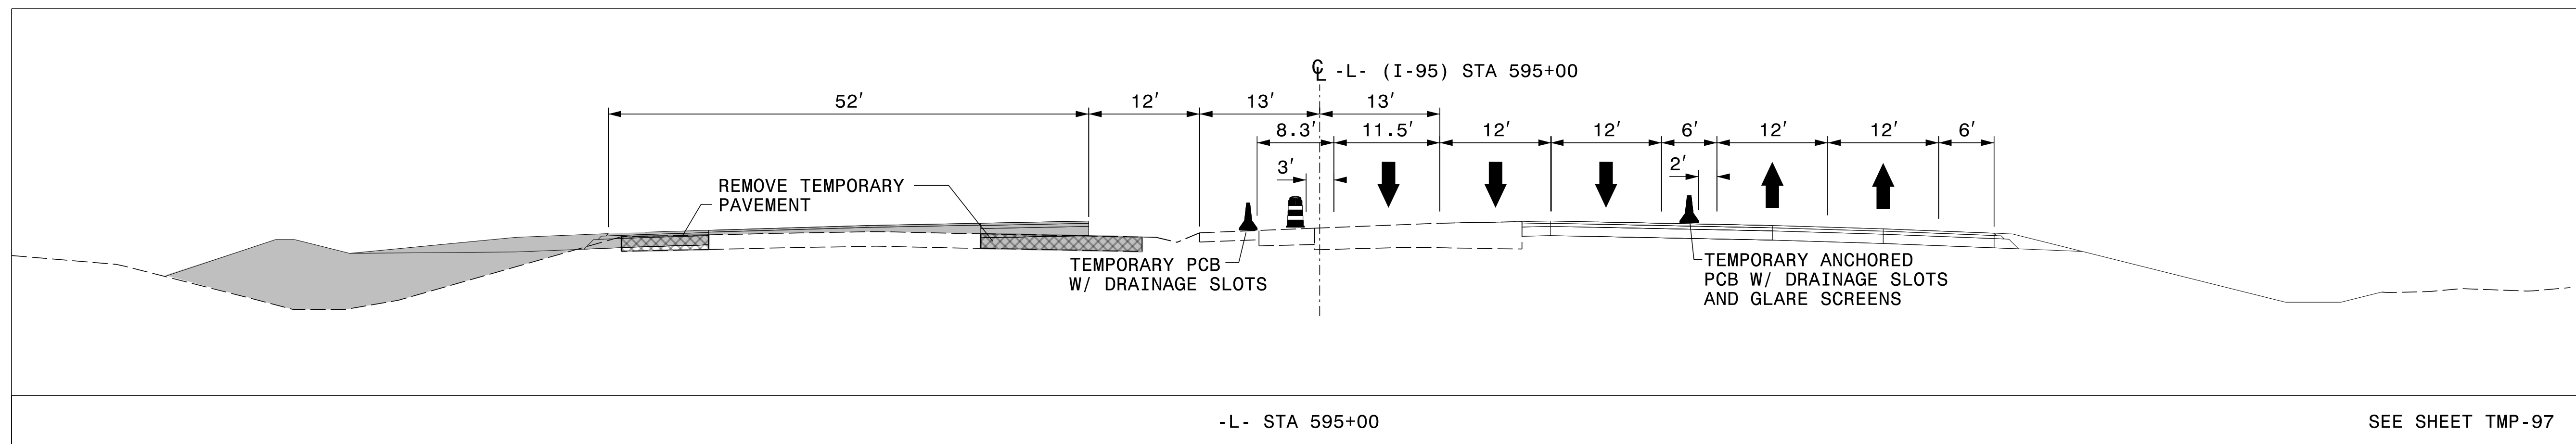 ℄ -L- (I-95) STA 595+00
52' 12' 13' 13'
8.3' 11.5' 12' 12' 6' 12' 12' 6'
3' 2'
REMOVE TEMPORARY
PAVEMENT
TEMPORARY PCB
W/ DRAINAGE SLOTS
TEMPORARY ANCHORED
PCB W/ DRAINAGE SLOTS
AND GLARE SCREENS
-L- STA 595+00
SEE SHEET TMP-97